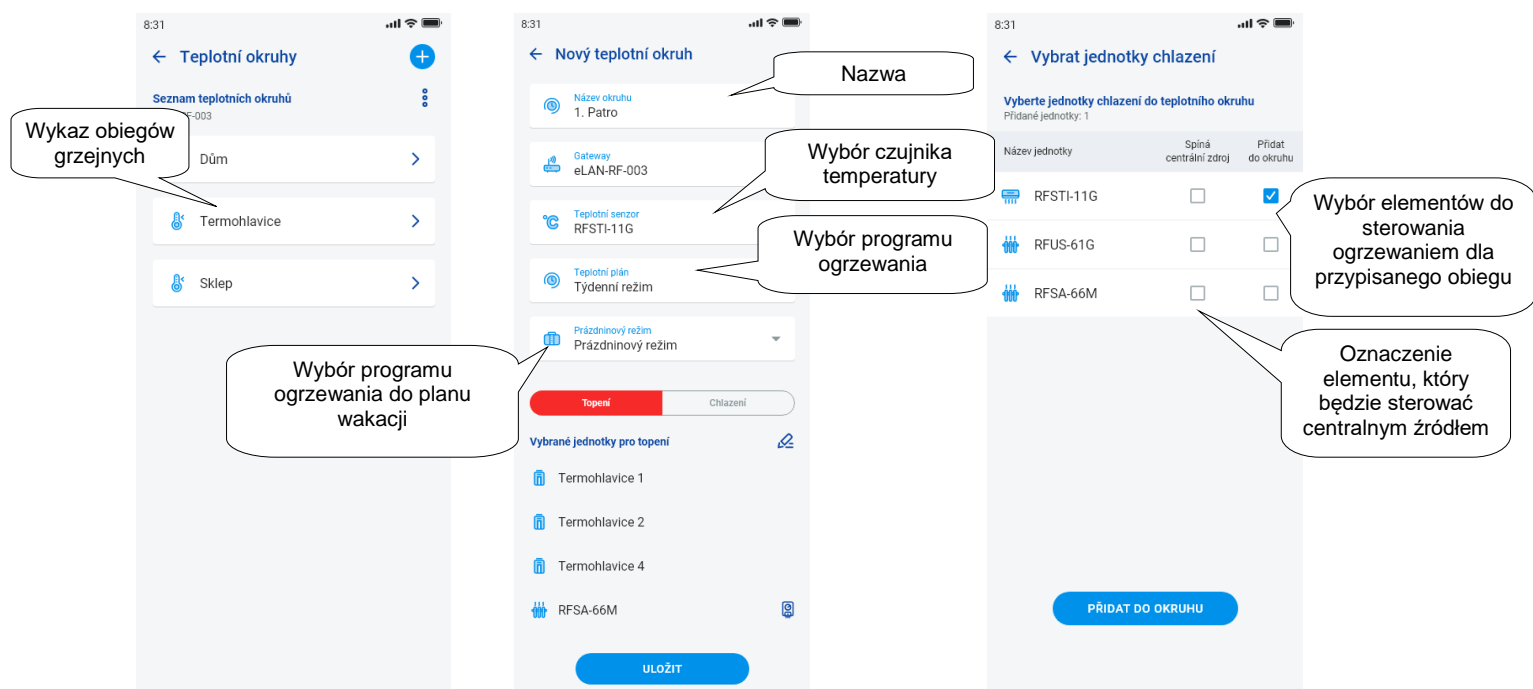 8:31
Teplotní okruhy
Seznam teplotních okruhů
-003
Wykaz obiegów
grzejnych
Dům
Termohlavice
Sklep
8:31
Nový teplotní okruh
Nazwa
Název okruhu
1. Patro
Gateway
eLAN-RF-003
Wybór czujnika
temperatury
Teplotní senzor
RFSTI-11G
Wybór programu
ogrzewania
Teplotní plán
Týdenní režim
Prázdninový režim
Prázdninový režim
Wybór programu
ogrzewania do planu
wakacji
Topení
Chlazení
Vybrané jednotky pro topení
Termohlavice 1
Termohlavice 2
Termohlavice 4
RFSA-66M
ULOŽIT
8:31
Vybrat jednotky chlazení
Vyberte jednotky chlazení do teplotního okruhu
Přidané jednotky: 1
Název jednotky
Spíná
centrální zdroj
Přidat
do okruhu
RFSTI-11G
RFUS-61G
RFSA-66M
Wybór elementów do
sterowania
ogrzewaniem dla
przypisanego obiegu
Oznaczenie
elementu, który
będzie sterować
centralnym źródłem
PŘIDAT DO OKRUHU